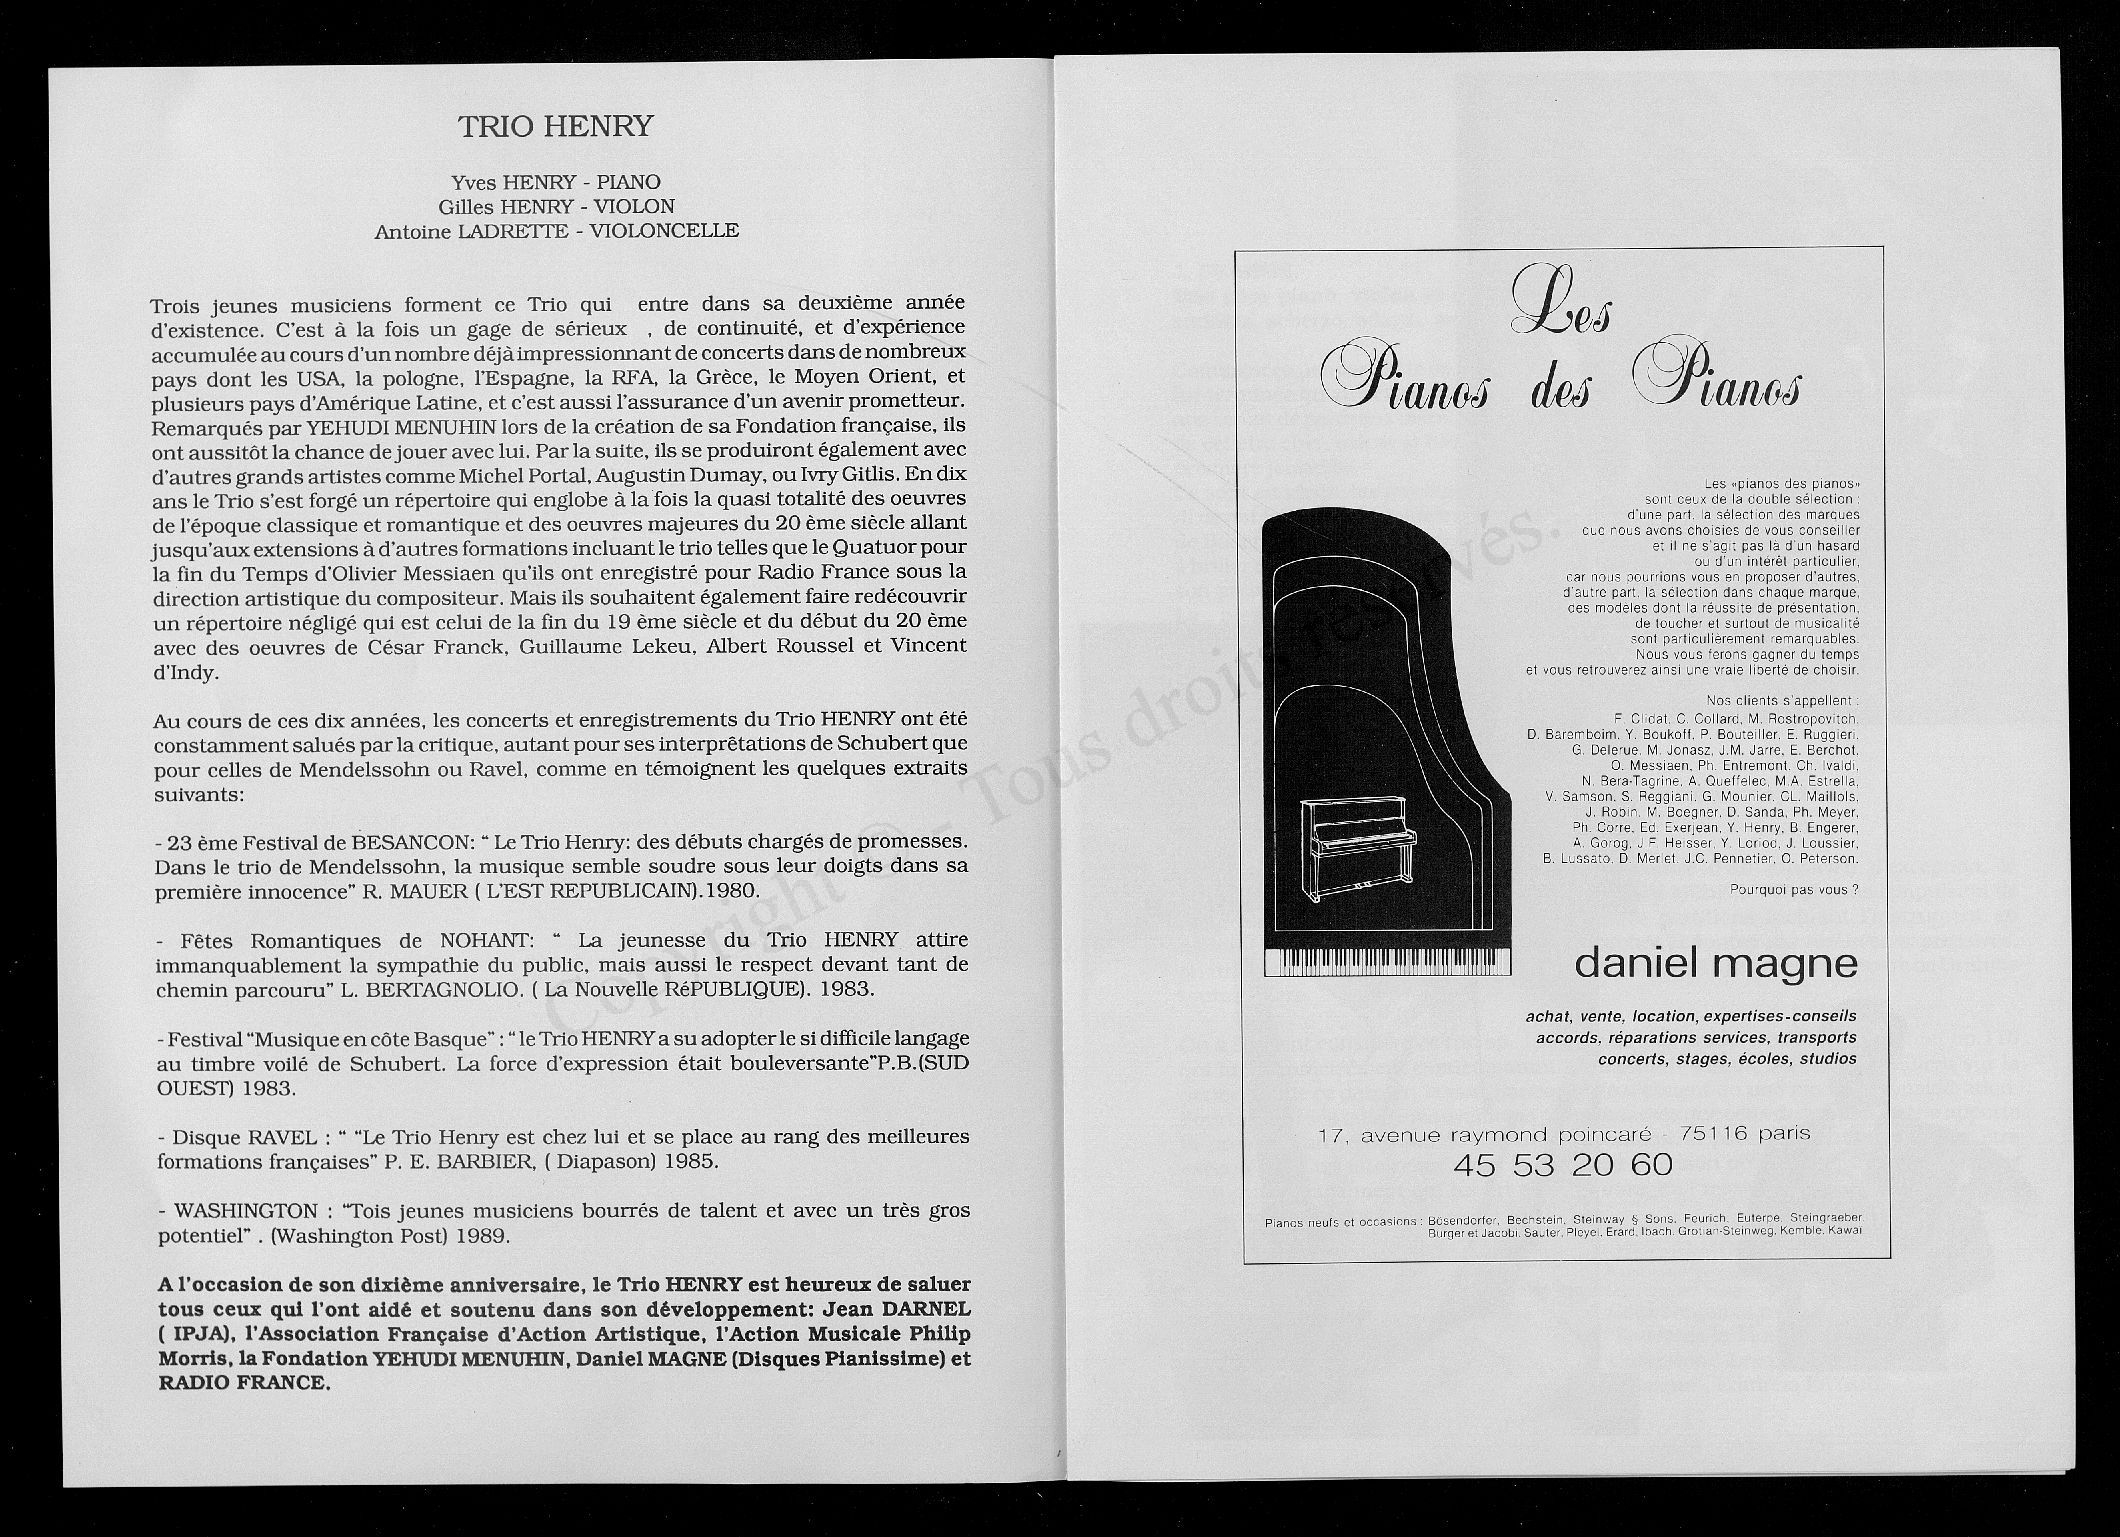 TRIO HENRY
Yves HENRY - PIANO
Gilles HENRY - VIOLON
Antoine LADRETTE - VIOLONCELLE
Trois jeunes musiciens forment ce Trio qui entre dans sa deuxième année
d'existence. C'est à la fois un gage de sérieux , de continuité, et d'expérience
accumulée au cours d'un nombre déjà impressionnant de concerts dans de nombreux
pays dont les USA, la pologne, l'Espagne, la RFA, la Grèce, le Moyen Orient, et
plusieurs pays d'Amérique Latine, et c'est aussi l'assurance d'un avenir prometteur.
Remarqués par YEHUDI MENUHIN lors de la création de sa Fondation française, ils
ont aussitôt la chance de jouer avec lui. Par la suite, ils se produiront également avec
d'autres grands artistes comme Michel Portal, Augustin Dumay, ou Ivry Gitlis. En dix
ans le Trio s'est forgé un répertoire qui englobe à la fois la quasi totalité des oeuvres
de l'époque classique et romantique et des oeuvres majeures du 20 ème siècle allant
jusqu'aux extensions à d'autres formations incluant le trio telles que le Quatuor pour
la fin du Temps d'Olivier Messiaen qu'ils ont enregistré pour Radio France sous la
direction artistique du compositeur. Mais ils souhaitent également faire redécouvrir
un répertoire négligé qui est celui de la fin du 19 ème siècle et du début du 20 ème
avec des oeuvres de César Franck, Guillaume Lekeu, Albert Roussel et Vincent
d'Indy.
Au cours de ces dix années, les concerts et enregistrements du Trio HENRY ont été
constamment salués par la critique, autant pour ses interprêtations de Schubert que
pour celles de Mendelssohn ou Ravel, comme en témoignent les quelques extraits
suivants:
- 23 ème Festival de BESANCON: “ Le Trio Henry: des débuts chargés de promesses.
Dans le trio de Mendelssohn, la musique semble soudre sous leur doigts dans sa
première innocence” R. MAUER ( L'EST REPUBLICAIN).1980.
- Fêtes Romantiques de NOHANT: “ La jeunesse du Trio HENRY attire
immanquablement la sympathie du public, mais aussi le respect devant tant de
chemin parcouru” L. BERTAGNOLIO. ( La Nouvelle RéPUBLIQUE). 1983.
- Festival “Musique en côte Basque” : “ le Trio HENRY a su adopter le si difficile langage
au timbre voilé de Schubert. La force d'expression était bouleversante”P.B.(SUD
OUEST) 1983.
- Disque RAVEL : “ “Le Trio Henry est chez lui et se place au rang des meilleures
formations françaises” P. E. BARBIER, ( Diapason) 1985.
- WASHINGTON : “Tois jeunes musiciens bourrés de talent et avec un très gros
potentiel” . (Washington Post) 1989.
A l'occasion de son dixième anniversaire, le Trio HENRY est heureux de saluer
tous ceux qui l'ont aidé et soutenu dans son développement: Jean DARNEL
( IPJA), l'Association Française d'Action Artistique, l'Action Musicale Philip
Morris, la Fondation YEHUDI MENUHIN, Daniel MAGNE (Disques Pianissime) et
RADIO FRANCE.
Copyright © - Tous droits réservés.
Les
Pianos des Pianos
Les «pianos des pianos»
sont ceux de la double sélection :
d'une part, la sélection des marques
que nous avons choisies de vous conseiller
et il ne s'agit pas là d'un hasard
ou d'un intérêt particulier,
car nous pourrions vous en proposer d'autres,
d'autre part, la sélection dans chaque marque,
des modèles dont la réussite de présentation,
de toucher et surtout de musicalité
sont particulièrement remarquables.
Nous vous ferons gagner du temps
et vous retrouverez ainsi une vraie liberté de choisir.
Nos clients s'appellent :
F. Clidat, C. Collard, M. Rostropovitch,
D. Baremboim, Y. Boukoff, P. Bouteiller, E. Ruggieri,
G. Delerue, M. Jonasz, J.M. Jarre, E. Berchot,
O. Messiaen, Ph. Entremont, Ch. Ivaldi,
N. Bera-Tagrine, A. Queffelec, M.A. Estrella,
V. Samson, S. Reggiani, G. Mounier, CL. Maillols,
J. Robin, M. Boegner, D. Sanda, Ph. Meyer,
Ph. Corre, Ed. Exerjean, Y. Henry, B. Engerer,
A. Gorog, J.F. Heisser, Y. Loriod, J. Loussier,
B. Lussato, D. Merlet, J.C. Pennetier, O. Peterson.
Pourquoi pas vous ?
daniel magne
achat, vente, location, expertises-conseils
accords, réparations services, transports
concerts, stages, écoles, studios
17, avenue raymond poincaré - 75116 paris
45 53 20 60
Pianos neufs et occasions : Bösendorfer, Bechstein, Steinway § Sons, Feurich, Euterpe, Steingraeber,
Burger et Jacobi, Sauter, Pleyel, Erard, Ibach, Grotian-Steinweg, Kemble, Kawai